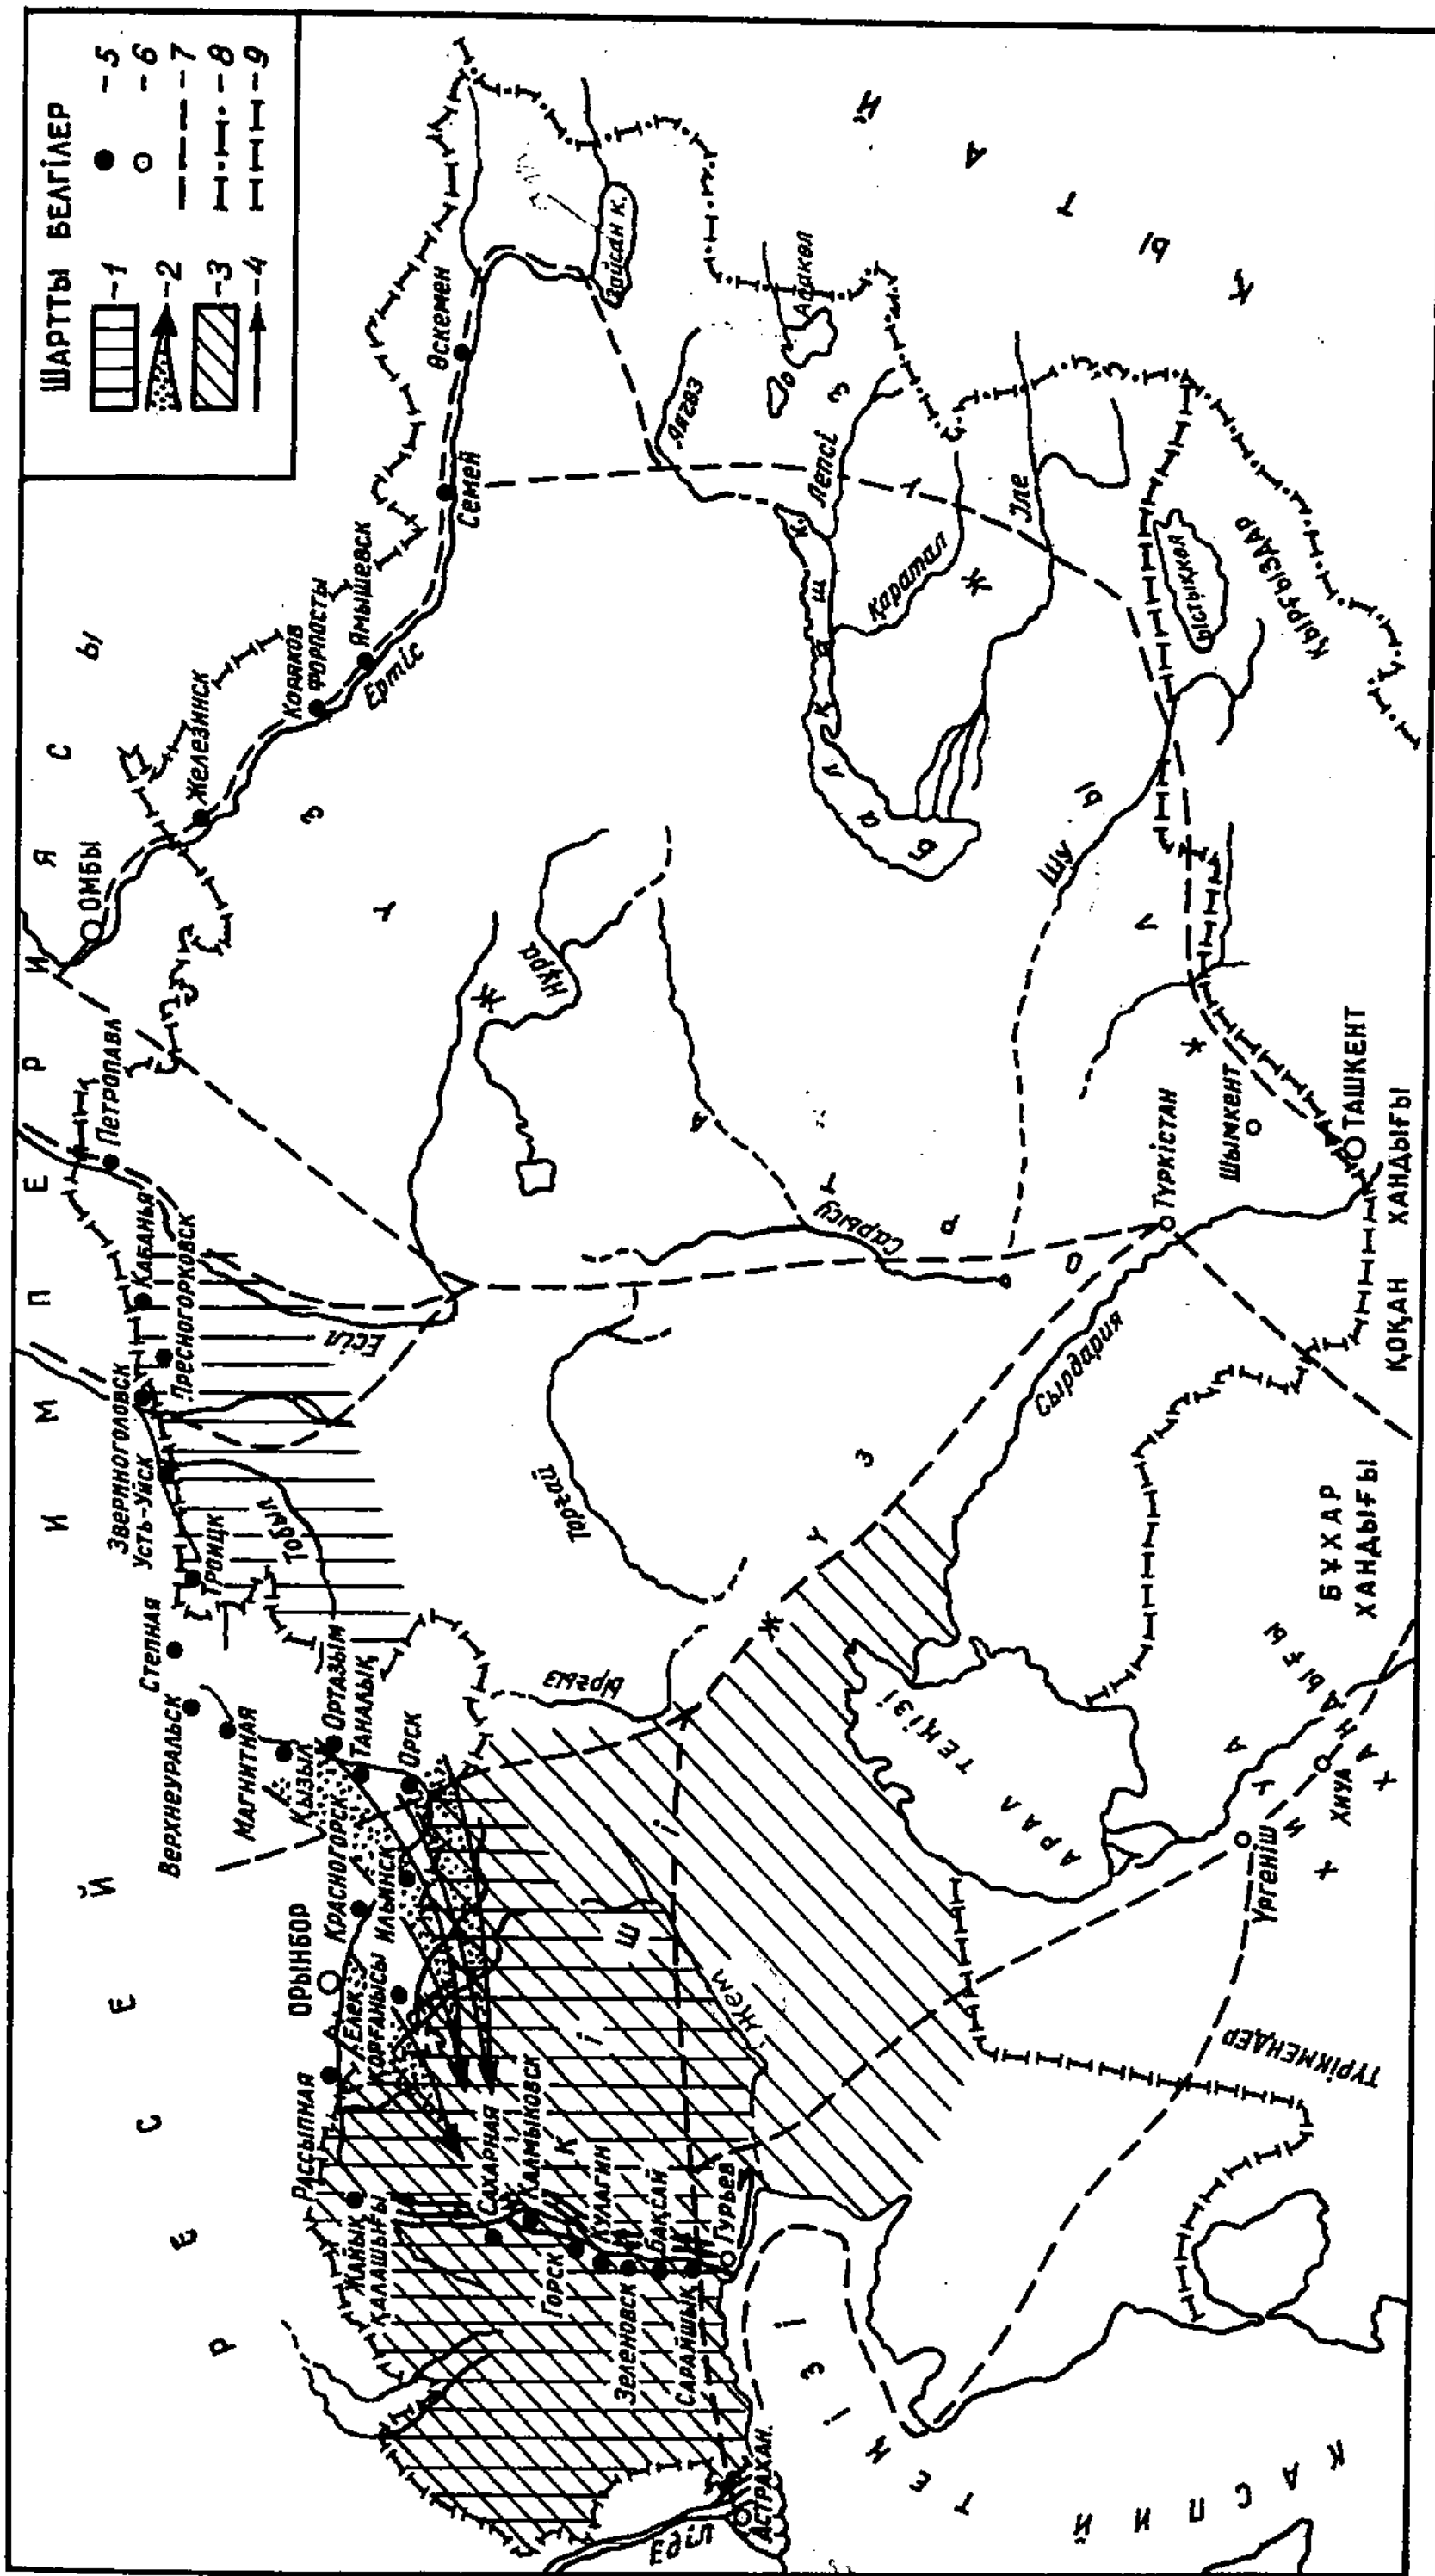 ШАРТТЫ БЕЛГІЛЕР
-1
-2
-3
-4
-5
-6
-7
-8
-9
РЕСЕЙ ИМПЕРИЯСЫ
ҚЫТАЙ
ОМБЫ
Петропавл
Железинск
Коряков
Форпосты
Ямышевск
Ертіс
Семей
Өскемен
Зайсан к.
Алакөл
Аягөз
Лепсі
Қаратал
Іле
Балқаш к.
Ыстықкөл
ҚЫРҒЫЗДАР
Шу
Нұра
Сарысу
Есіл
Кабанья
Пресногорковск
Звериноголовск
Усть-Уйск
Троицк
Тобыл
Степная
Верхнеуральск
Магнитная
Қызыл
Ортазым
Таналық
Орск
Красногорск
Ильинск
ОРЫНБОР
Елек
Қорғанысы
Рассыпная
Жайық
Қалашығы
Сахарная
Калмыковск
Горск
Кулагин
Зеленовск
Бақсай
Сарайшық
Гурьев
АСТРАХАН.
Еділ
КАСПИЙ ТЕҢІЗІ
Жем
Ырғыз
Торғай
АРАЛ ТЕҢІЗІ
Сырдария
Түркістан
Шымкент
ТАШКЕНТ
ҚОҚАН ХАНДЫҒЫ
БҰХАР
ХАНДЫҒЫ
ХИУА ХАНДЫҒЫ
Хиуа
Үргеніш
ТҮРІКМЕНДЕР
КІШІ ЖҮЗ
ОРТА ЖҮЗ
ҰЛЫ ЖҮЗ